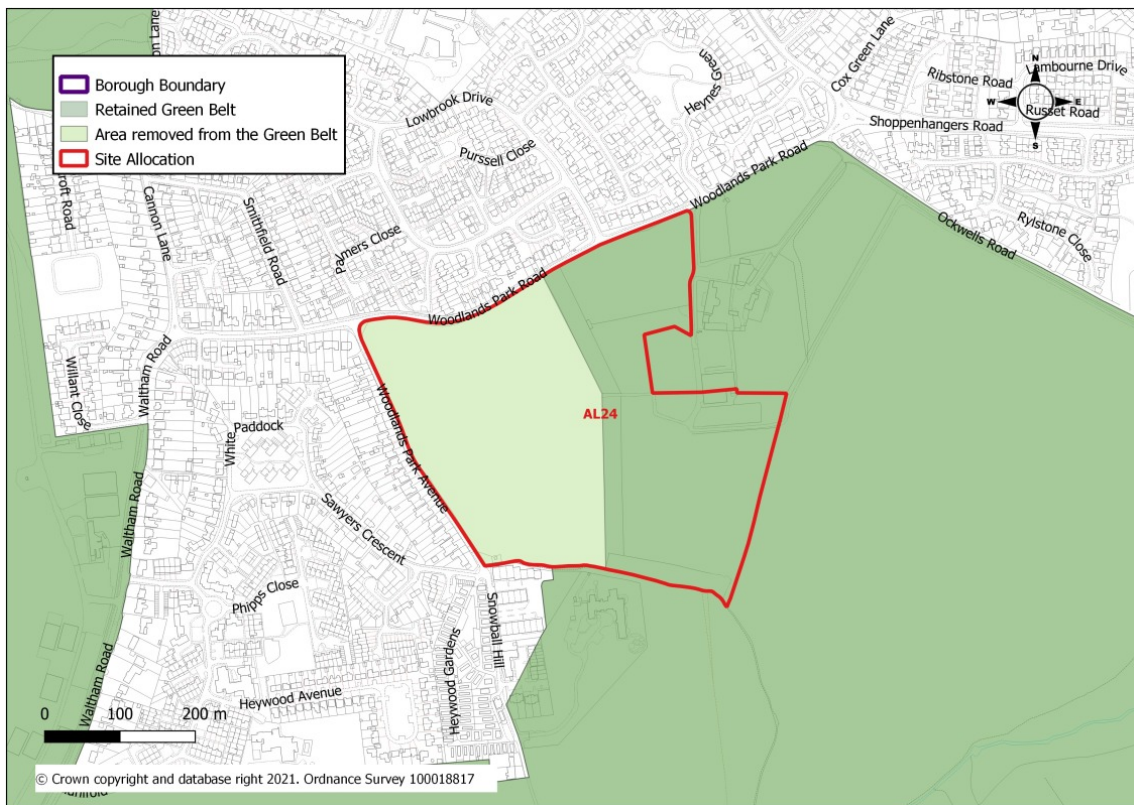 Borough Boundary
Retained Green Belt
Area removed from the Green Belt
Site Allocation
Cox Green Lane
N
W
E
S
Ribstone Road
Lambourne Drive
Russet Road
Shoppenhangers Road
Heynes Green
Lowbrook Drive
Purssell Close
Woodlands Park Road
Ockwells Road
Rylstone Close
Cannon Lane
Smithfield Road
Palmers Close
Woodlands Park Road
Willant Close
Waltham Road
Woodlands Park Avenue
AL24
White
Paddock
Waltham Road
Sawyers Crescent
Phipps Close
Snowball Hill
Heywood Gardens
Heywood Avenue
Waltham Road
0 100 200 m
© Crown copyright and database right 2021. Ordnance Survey 100018817